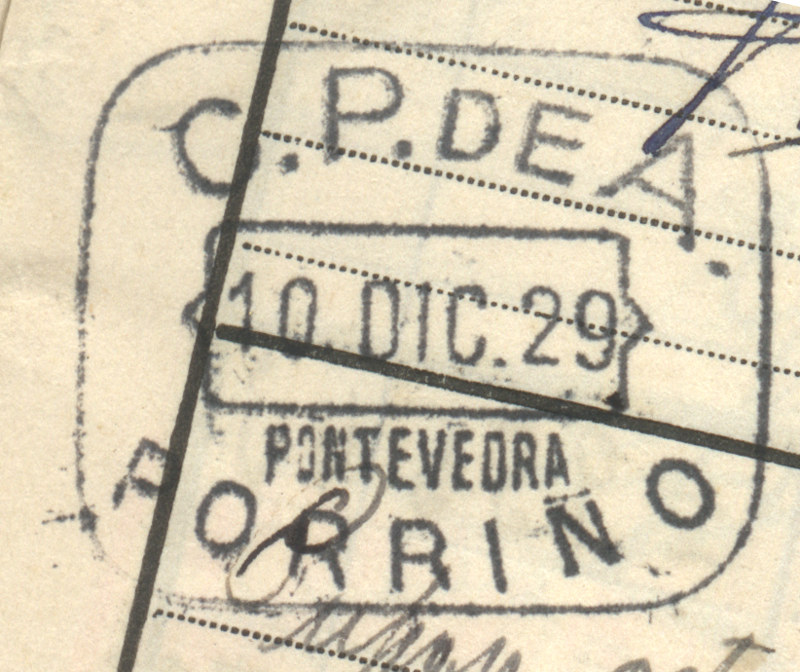 C.P.DE A.
10.DIC.29
PONTEVEDRA
PORRIÑO